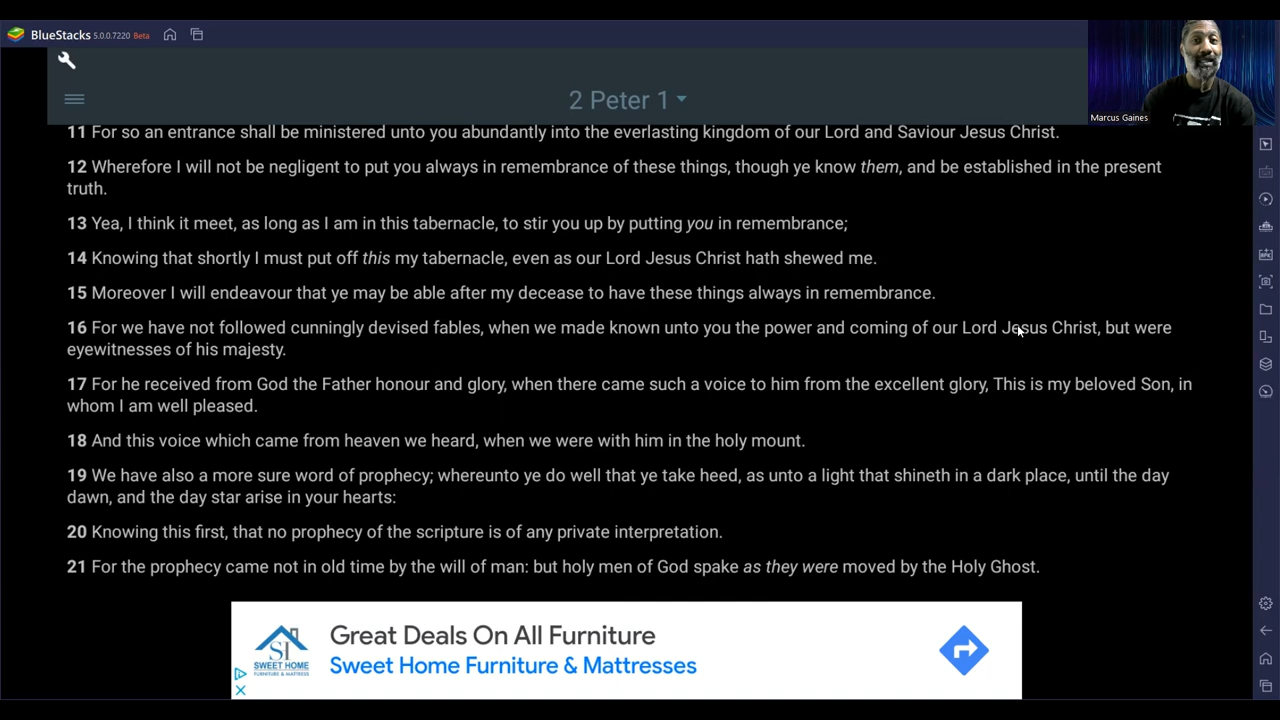 BlueStacks 5.0.0.7220 Beta
Marcus Gaines
2 Peter 1
11 For so an entrance shall be ministered unto you abundantly into the everlasting kingdom of our Lord and Saviour Jesus Christ.
12 Wherefore I will not be negligent to put you always in remembrance of these things, though ye know them, and be established in the present
truth.
13 Yea, I think it meet, as long as I am in this tabernacle, to stir you up by putting you in remembrance;
14 Knowing that shortly I must put off this my tabernacle, even as our Lord Jesus Christ hath shewed me.
15 Moreover I will endeavour that ye may be able after my decease to have these things always in remembrance.
16 For we have not followed cunningly devised fables, when we made known unto you the power and coming of our Lord Jesus Christ, but were
eyewitnesses of his majesty.
17 For he received from God the Father honour and glory, when there came such a voice to him from the excellent glory, This is my beloved Son, in
whom I am well pleased.
18 And this voice which came from heaven we heard, when we were with him in the holy mount.
19 We have also a more sure word of prophecy; whereunto ye do well that ye take heed, as unto a light that shineth in a dark place, until the day
dawn, and the day star arise in your hearts:
20 Knowing this first, that no prophecy of the scripture is of any private interpretation.
21 For the prophecy came not in old time by the will of man: but holy men of God spake as they were moved by the Holy Ghost.
Great Deals On All Furniture
Sweet Home Furniture & Mattresses
SI
SWEET HOME
FURNITURE & MATTRESS